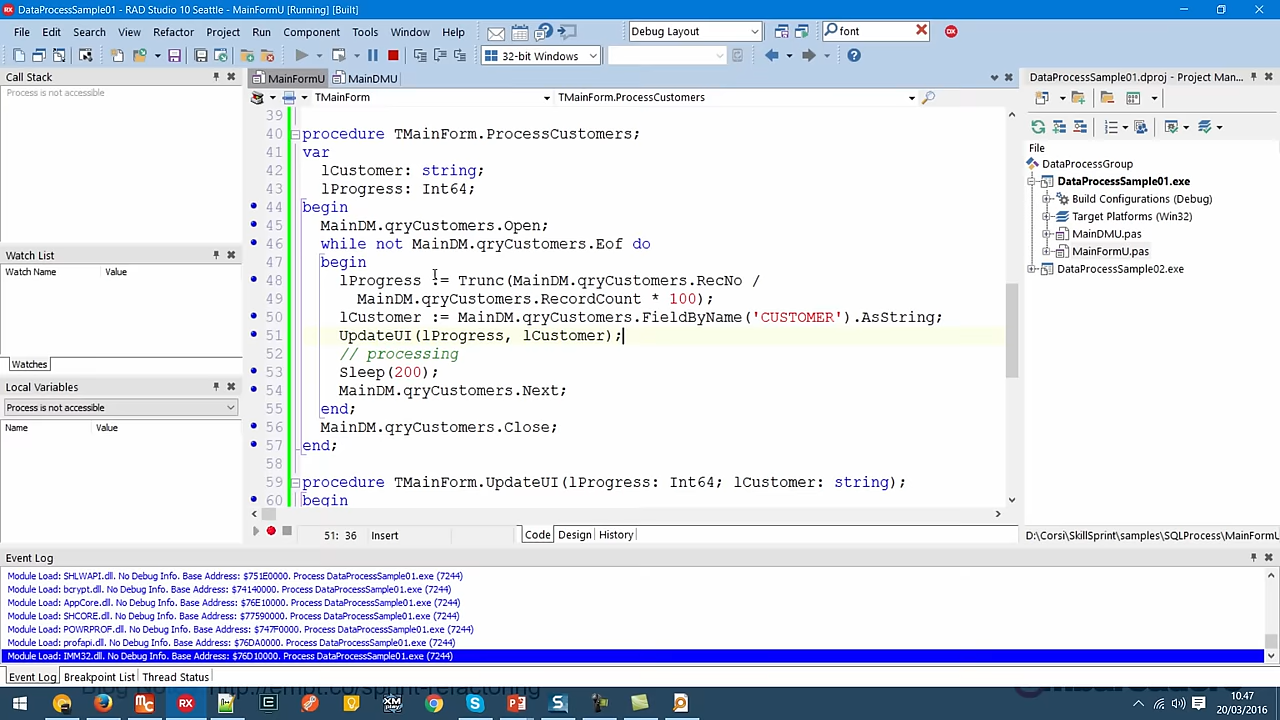 DataProcessSample01 - RAD Studio 10 Seattle - MainFormU [Running] [Built]
File Edit Search View Refactor Project Run Component Tools Window Help
Debug Layout
font
32-bit Windows
Call Stack
Process is not accessible
Watch List
Watch Name Value
Watches
Local Variables
Process is not accessible
Name Value
MainFormU MainDMU
TMainForm TMainForm.ProcessCustomers
39
40 procedure TMainForm.ProcessCustomers;
41 var
42 lCustomer: string;
43 lProgress: Int64;
44 begin
45 MainDM.qryCustomers.Open;
46 while not MainDM.qryCustomers.Eof do
47 begin
48 lProgress := Trunc(MainDM.qryCustomers.RecNo /
49 MainDM.qryCustomers.RecordCount * 100);
50 lCustomer := MainDM.qryCustomers.FieldByName('CUSTOMER').AsString;
51 UpdateUI(lProgress, lCustomer);
52 // processing
53 Sleep(200);
54 MainDM.qryCustomers.Next;
55 end;
56 MainDM.qryCustomers.Close;
57 end;
58
59 procedure TMainForm.UpdateUI(lProgress: Int64; lCustomer: string);
60 begin
51: 36 Insert
Code Design History
DataProcessSample01.dproj - Project Man...
File
DataProcessGroup
DataProcessSample01.exe
Build Configurations (Debug)
Target Platforms (Win32)
MainDMU.pas
MainFormU.pas
DataProcessSample02.exe
D:\Corsi\SkillSprint\samples\SQLProcess\MainFormU
Event Log
Module Load: SHLWAPI.dll. No Debug Info. Base Address: $751E0000. Process DataProcessSample01.exe (7244)
Module Load: bcrypt.dll. No Debug Info. Base Address: $74140000. Process DataProcessSample01.exe (7244)
Module Load: AppCore.dll. No Debug Info. Base Address: $76E10000. Process DataProcessSample01.exe (7244)
Module Load: SHCORE.dll. No Debug Info. Base Address: $77590000. Process DataProcessSample01.exe (7244)
Module Load: POWRPROF.dll. No Debug Info. Base Address: $747F0000. Process DataProcessSample01.exe (7244)
Module Load: profapi.dll. No Debug Info. Base Address: $76DA0000. Process DataProcessSample01.exe (7244)
Module Load: IMM32.dll. No Debug Info. Base Address: $76D10000. Process DataProcessSample01.exe (7244)
Event Log Breakpoint List Thread Status
10.47
20/03/2016